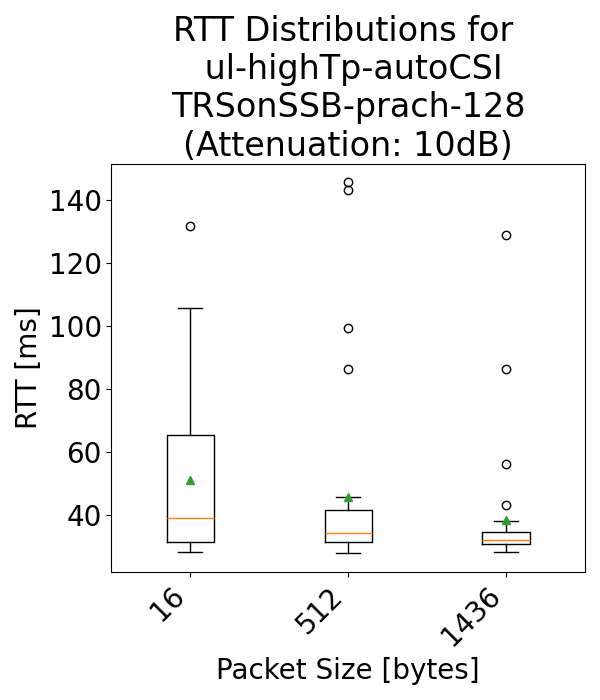 RTT Distributions for
ul-highTp-autoCSI
TRSonSSB-prach-128
(Attenuation: 10dB)
140
120
100
80
60
40
RTT [ms]
16
512
1436
Packet Size [bytes]